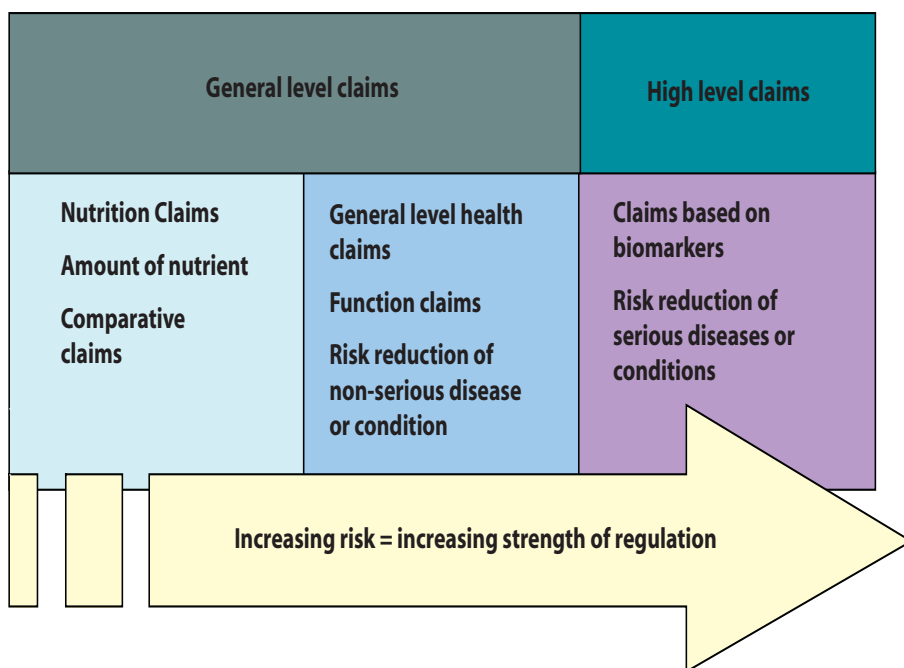 General level claims
High level claims
Nutrition Claims
Amount of nutrient
Comparative
claims
General level health
claims
Function claims
Risk reduction of
non-serious disease
or condition
Claims based on
biomarkers
Risk reduction of
serious diseases or
conditions
Increasing risk = increasing strength of regulation